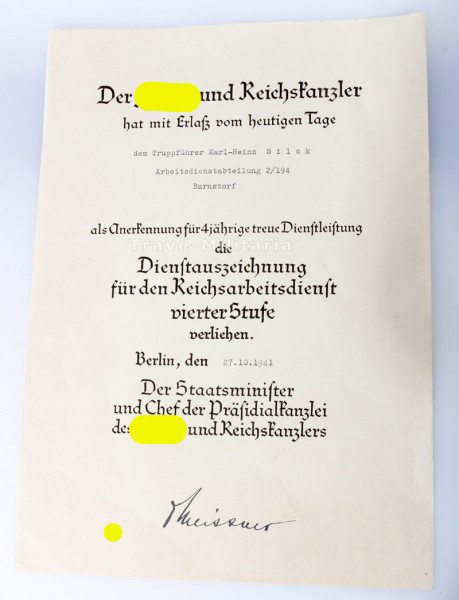 Der und Reichskanzler
hat mit Erlaß vom heutigen Tage
dem Truppführer Karl-Heinz S i l c k
Arbeitsdienstabteilung 2/194
Barnstorf
als Anerkennung für 4jährige treue Dienstleistung
die
Trave-Militaria
Dienstauszeichnung
für den Reichsarbeitsdienst
vierter Stufe
verliehen.
Berlin, den 27.10.1941
Der Staatsminister
und Chef der Präsidialkanzlei
des und Reichskanzlers
Meissner